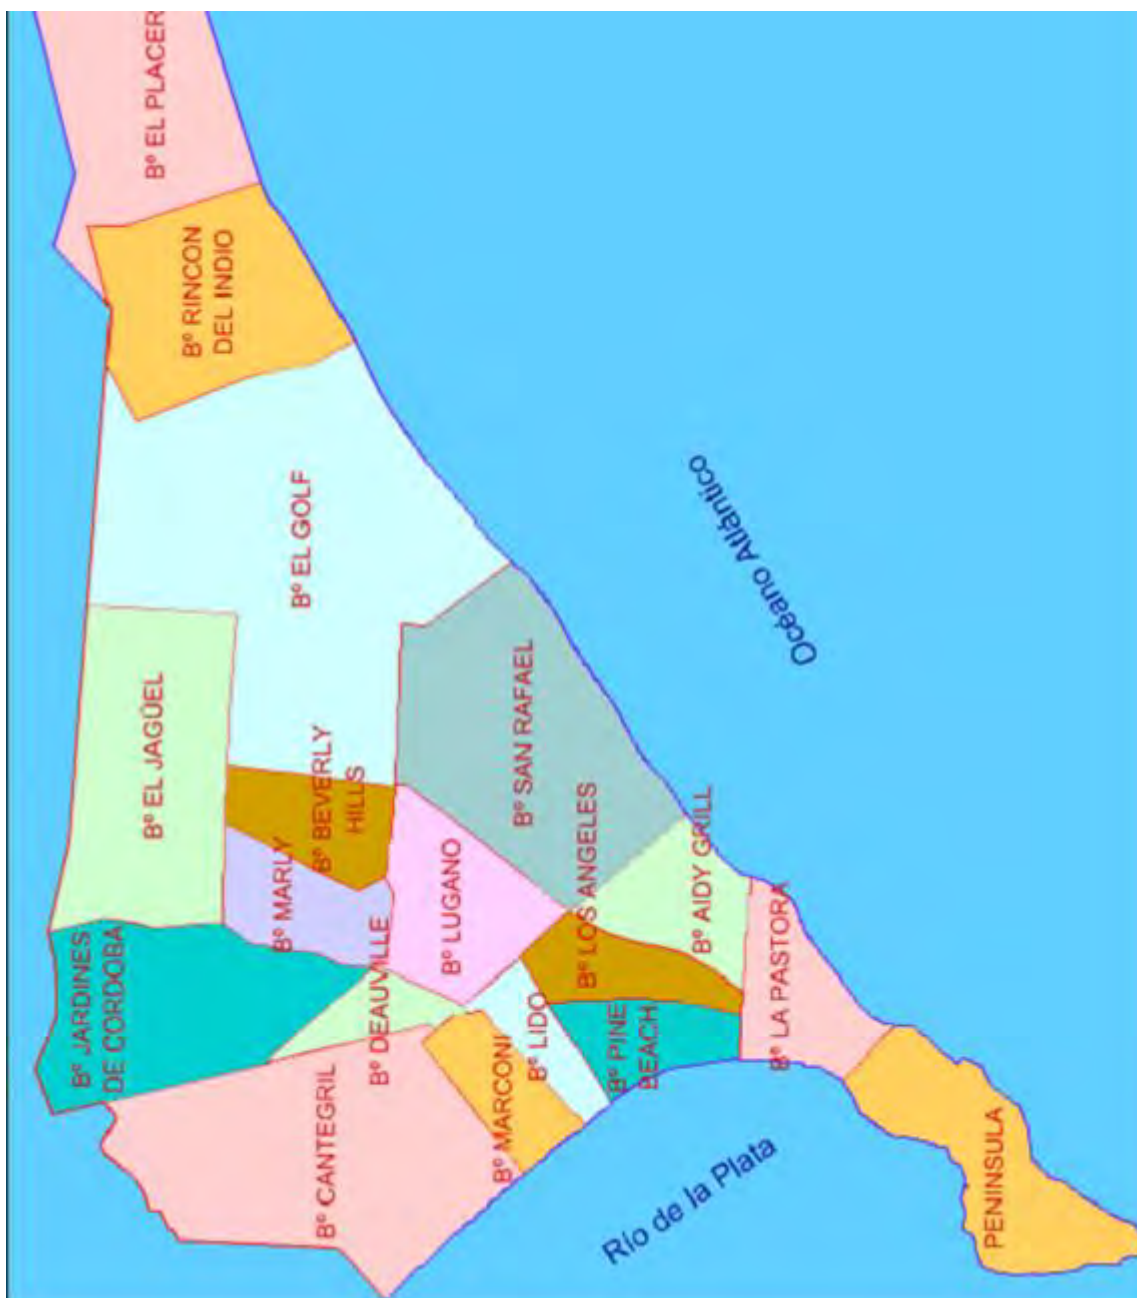 Bº EL PLACER
Bº RINCON
DEL INDIO
Bº EL GOLF
Bº EL JAGÜEL
Bº SAN RAFAEL
Bº BEVERLY
HILLS
Bº MARLY
Bº LUGANO
Bº LOS ANGELES
Bº AIDY GRILL
Bº JARDINES
DE CORDOBA
Bº DEAUVILLE
Bº LA PASTORA
Bº LIDO
Bº PINE
BEACH
Bº MARCONI
Bº CANTEGRIL
PENINSULA
Océano Atlántico
Río de la Plata